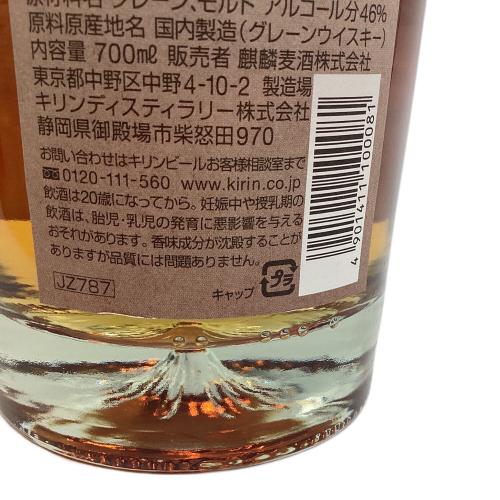 原材料名 グレーン、モルト アルコール分46%
原料原産地名 国内製造（グレーンウイスキー）
内容量 700㎖ 販売者 麒麟麦酒株式会社
東京都中野区中野4-10-2 製造場
キリンディスティラリー株式会社
静岡県御殿場市柴怒田970
お問い合わせはキリンビールお客様相談室まで
0120-111-560 www.kirin.co.jp
飲酒は20歳になってから。妊娠中や授乳期の
飲酒は、胎児・乳児の発育に悪影響を与える
おそれがあります。香味成分が沈殿することが
ありますが品質には問題ありません。
JZ787
キャップ プラ
4 901411 100081